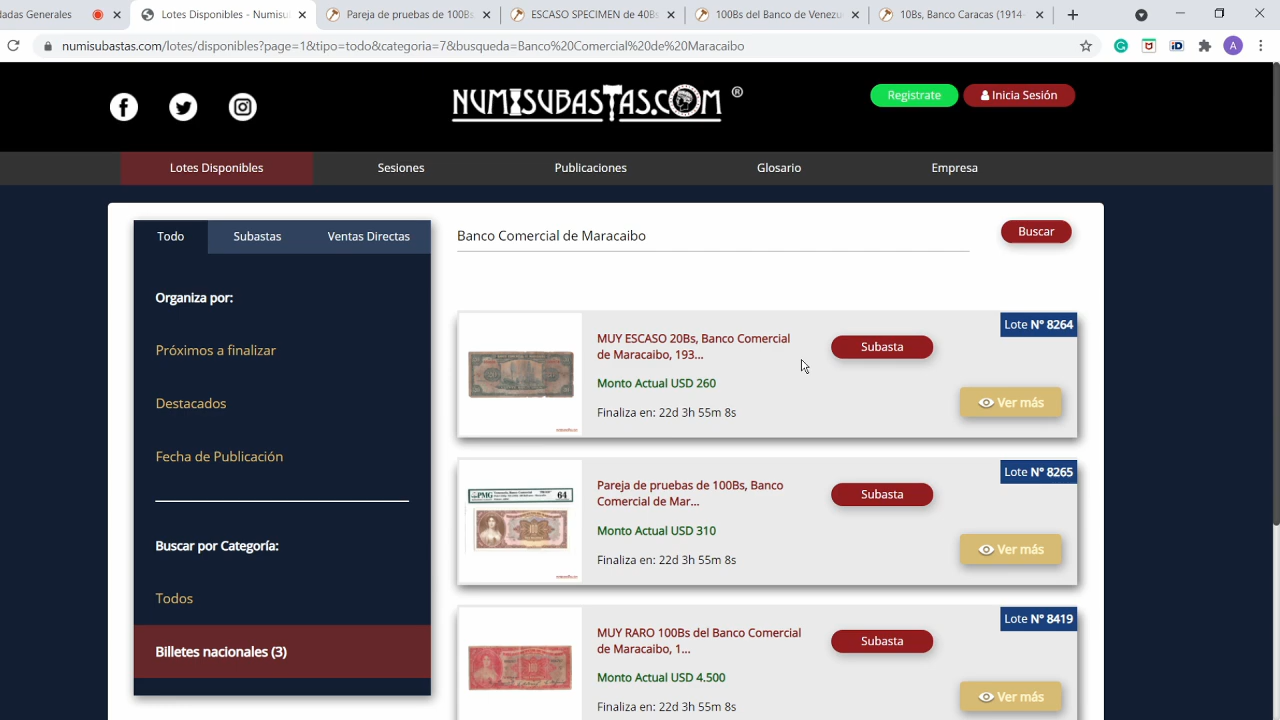 adas Generales
Lotes Disponibles - Numisu
Pareja de pruebas de 100Bs
ESCASO SPECIMEN de 40Bs
100Bs del Banco de Venezu
10Bs, Banco Caracas (1914-
numisubastas.com/lotes/disponibles?page=1&tipo=todo&categoria=7&busqueda=Banco%20Comercial%20de%20Maracaibo
A
NUMISUBASTAS.COM ®
Registrate
Inicia Sesión
Lotes Disponibles
Sesiones
Publicaciones
Glosario
Empresa
Todo
Subastas
Ventas Directas
Organiza por:
Próximos a finalizar
Destacados
Fecha de Publicación
Buscar por Categoría:
Todos
Billetes nacionales (3)
Banco Comercial de Maracaibo
Buscar
MUY ESCASO 20Bs, Banco Comercial
de Maracaibo, 193...
Monto Actual USD 260
Finaliza en: 22d 3h 55m 8s
Subasta
Lote N° 8264
Ver más
PMG
64
Pareja de pruebas de 100Bs, Banco
Comercial de Mar...
Monto Actual USD 310
Finaliza en: 22d 3h 55m 8s
Subasta
Lote N° 8265
Ver más
MUY RARO 100Bs del Banco Comercial
de Maracaibo, 1...
Monto Actual USD 4.500
Finaliza en: 22d 3h 55m 8s
Subasta
Lote N° 8419
Ver más